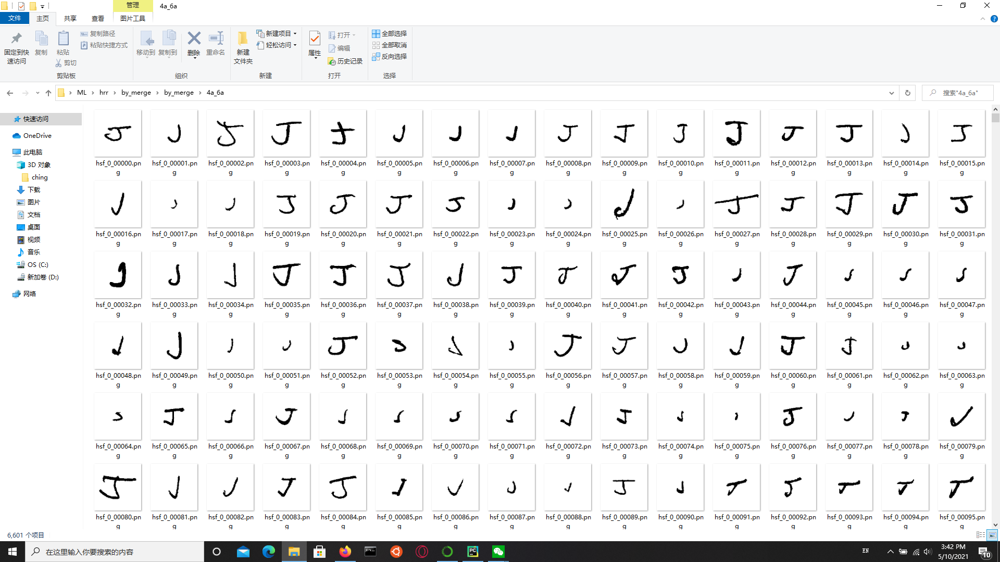 管理
4a_6a
文件
主页
共享
查看
图片工具
固定到快
速访问
复制
粘贴
复制路径
粘贴快捷方式
剪切
剪贴板
移动到
复制到
删除
重命名
组织
新建
文件夹
新建项目
轻松访问
新建
属性
打开
编辑
历史记录
打开
全部选择
全部取消
反向选择
选择
ML > hrr > by_merge > by_merge > 4a_6a
搜索"4a_6a"
快速访问
OneDrive
此电脑
3D 对象
ching
下载
图片
文档
桌面
视频
音乐
OS (C:)
新加卷 (D:)
网络
J J J J J J J J J J J J J J J J
hsf_0_00000.png hsf_0_00001.png hsf_0_00002.png hsf_0_00003.png hsf_0_00004.png hsf_0_00005.png hsf_0_00006.png hsf_0_00007.png hsf_0_00008.png hsf_0_00009.png hsf_0_00010.png hsf_0_00011.png hsf_0_00012.png hsf_0_00013.png hsf_0_00014.png hsf_0_00015.png
J J J J J J J J J J J J J J J J
hsf_0_00016.png hsf_0_00017.png hsf_0_00018.png hsf_0_00019.png hsf_0_00020.png hsf_0_00021.png hsf_0_00022.png hsf_0_00023.png hsf_0_00024.png hsf_0_00025.png hsf_0_00026.png hsf_0_00027.png hsf_0_00028.png hsf_0_00029.png hsf_0_00030.png hsf_0_00031.png
J J J J J J J J J J J J J J J J
hsf_0_00032.png hsf_0_00033.png hsf_0_00034.png hsf_0_00035.png hsf_0_00036.png hsf_0_00037.png hsf_0_00038.png hsf_0_00039.png hsf_0_00040.png hsf_0_00041.png hsf_0_00042.png hsf_0_00043.png hsf_0_00044.png hsf_0_00045.png hsf_0_00046.png hsf_0_00047.png
J J J J J J J J J J J J J J J J
hsf_0_00048.png hsf_0_00049.png hsf_0_00050.png hsf_0_00051.png hsf_0_00052.png hsf_0_00053.png hsf_0_00054.png hsf_0_00055.png hsf_0_00056.png hsf_0_00057.png hsf_0_00058.png hsf_0_00059.png hsf_0_00060.png hsf_0_00061.png hsf_0_00062.png hsf_0_00063.png
J J J J J J J J J J J J J J J J
hsf_0_00064.png hsf_0_00065.png hsf_0_00066.png hsf_0_00067.png hsf_0_00068.png hsf_0_00069.png hsf_0_00070.png hsf_0_00071.png hsf_0_00072.png hsf_0_00073.png hsf_0_00074.png hsf_0_00075.png hsf_0_00076.png hsf_0_00077.png hsf_0_00078.png hsf_0_00079.png
J J J J J J J J J J J J J J J J
hsf_0_00080.png hsf_0_00081.png hsf_0_00082.png hsf_0_00083.png hsf_0_00084.png hsf_0_00085.png hsf_0_00086.png hsf_0_00087.png hsf_0_00088.png hsf_0_00089.png hsf_0_00090.png hsf_0_00091.png hsf_0_00092.png hsf_0_00093.png hsf_0_00094.png hsf_0_00095.png
6,601 个项目
在这里输入你要搜索的内容
PC
EN
3:42 PM
5/10/2021
10